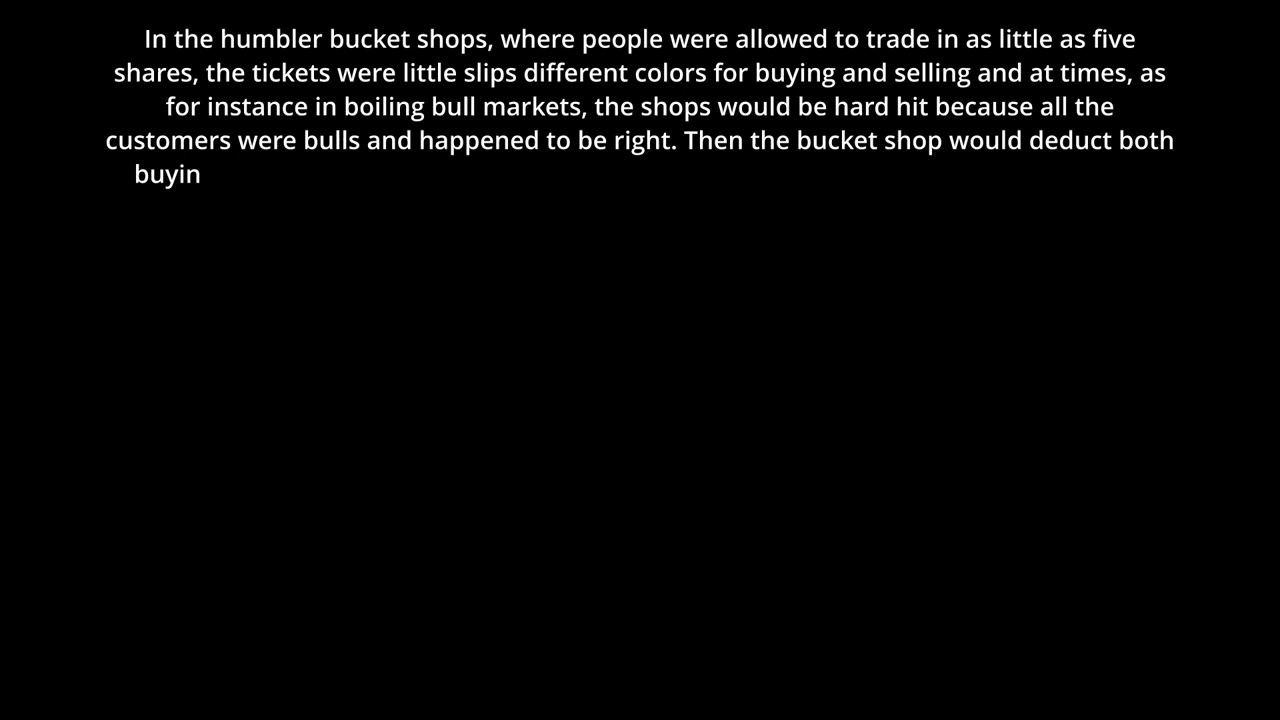 In the humbler bucket shops, where people were allowed to trade in as little as five
shares, the tickets were little slips different colors for buying and selling and at times, as
for instance in boiling bull markets, the shops would be hard hit because all the
customers were bulls and happened to be right. Then the bucket shop would deduct both
buyin